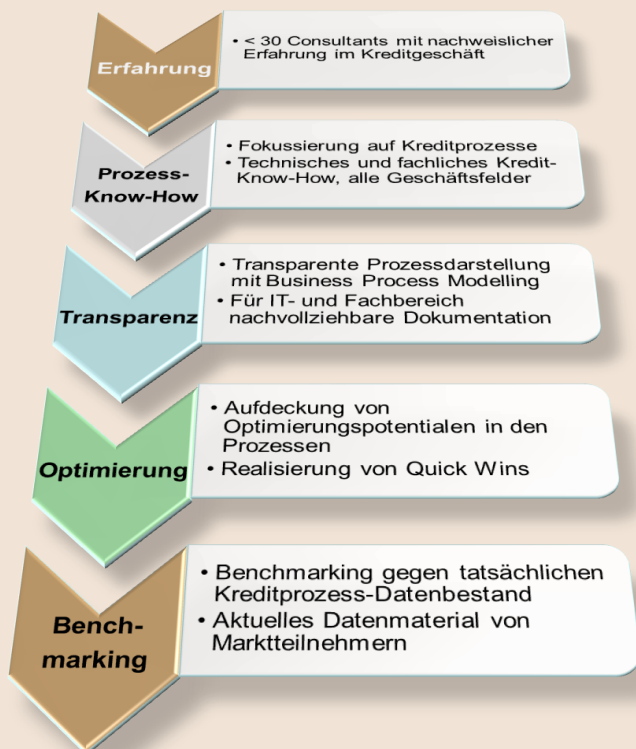 Erfahrung
• < 30 Consultants mit nachweislicher
Erfahrung im Kreditgeschäft
Prozess-
Know-How
• Fokussierung auf Kreditprozesse
• Technisches und fachliches Kredit-
Know-How, alle Geschäftsfelder
Transparenz
• Transparente Prozessdarstellung
mit Business Process Modelling
• Für IT- und Fachbereich
nachvollziehbare Dokumentation
Optimierung
• Aufdeckung von
Optimierungspotentialen in den
Prozessen
• Realisierung von Quick Wins
Bench-
marking
• Benchmarking gegen tatsächlichen
Kreditprozess-Datenbestand
• Aktuelles Datenmaterial von
Marktteilnehmern